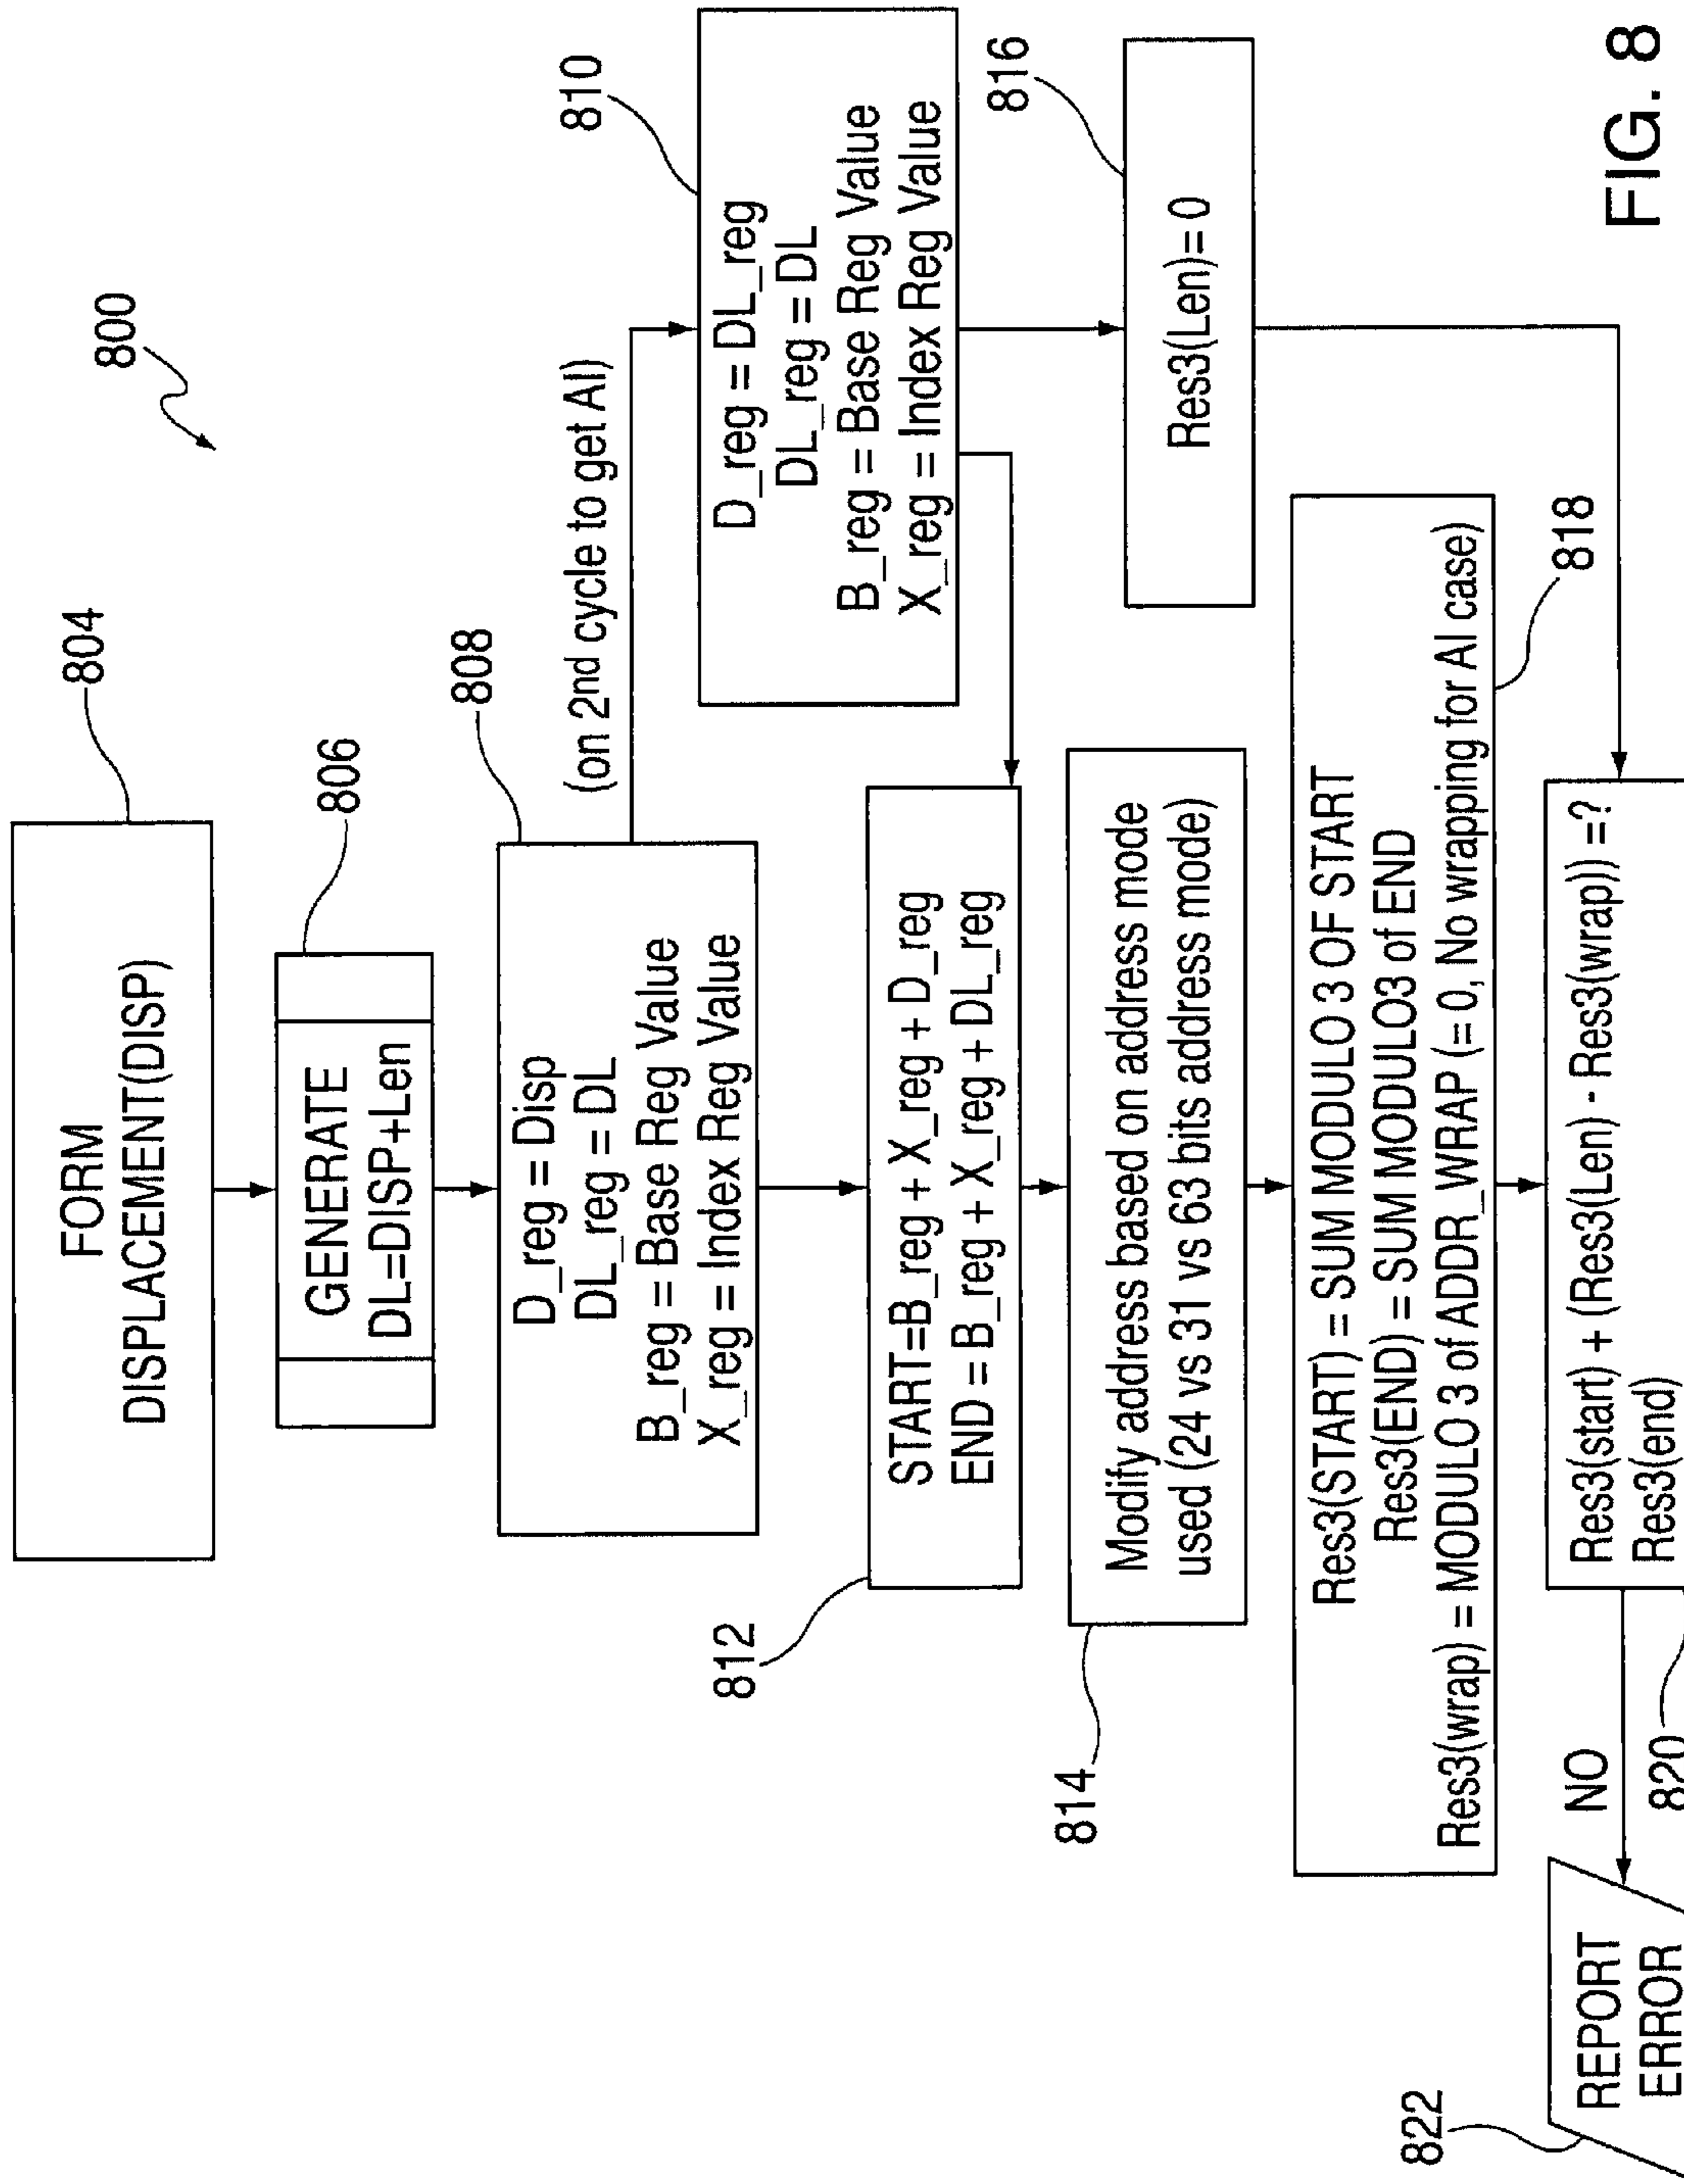 800
804
FORM
DISPLACEMENT(DISP)
806
GENERATE
DL=DISP+Len
808
D_reg = Disp
DL_reg = DL
B_reg = Base Reg Value
X_reg = Index Reg Value
(on 2nd cycle to get AI)
810
D_reg = DL_reg
DL_reg = DL
B_reg = Base Reg Value
X_reg = Index Reg Value
812
START=B_reg + X_reg + D_reg
END = B_reg + X_reg + DL_reg
814
Modify address based on address mode
used (24 vs 31 vs 63 bits address mode)
816
Res3(Len)= 0
Res3(START) = SUM MODULO 3 OF START
Res3(END) = SUM MODULO3 of END
Res3(wrap) = MODULO 3 of ADDR_WRAP (= 0, No wrapping for AI case)
818
Res3(start) + (Res3(Len) - Res3(wrap)) =?
Res3(end)
820
NO
822
REPORT
ERROR
FIG. 8